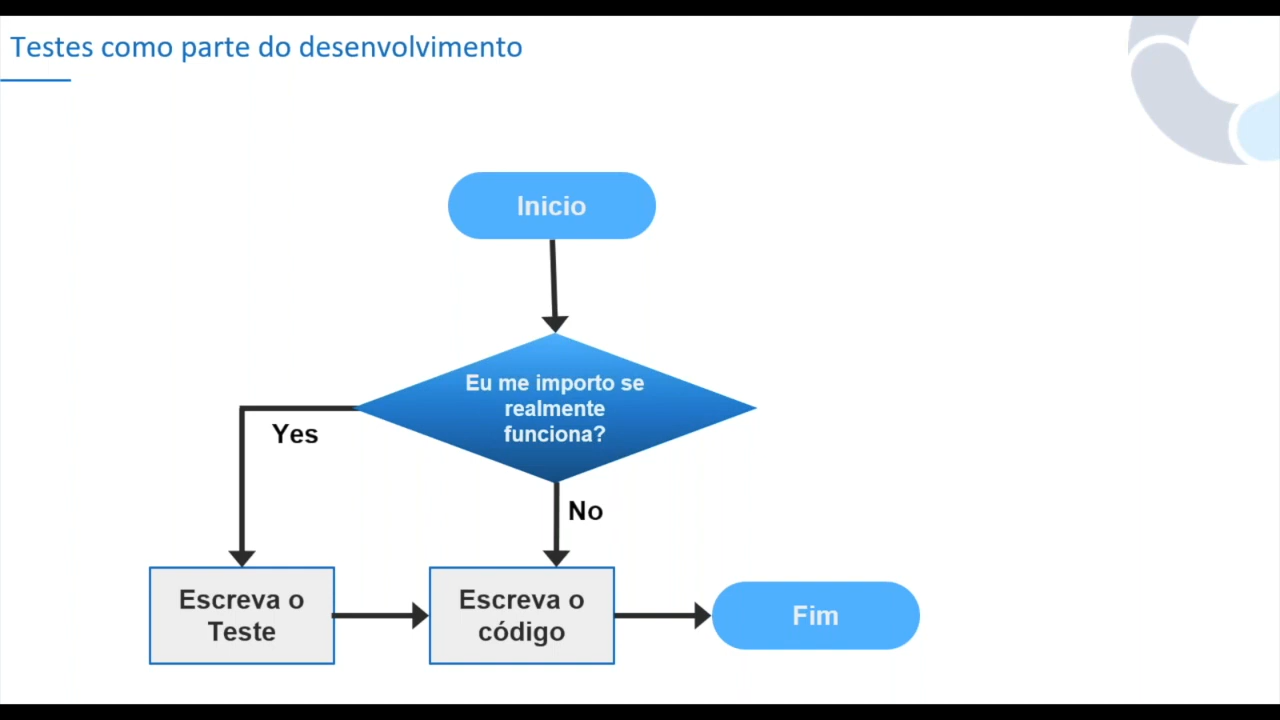 Testes como parte do desenvolvimento
Inicio
Eu me importo se
realmente
funciona?
Yes
No
Escreva o
Teste
Escreva o
código
Fim